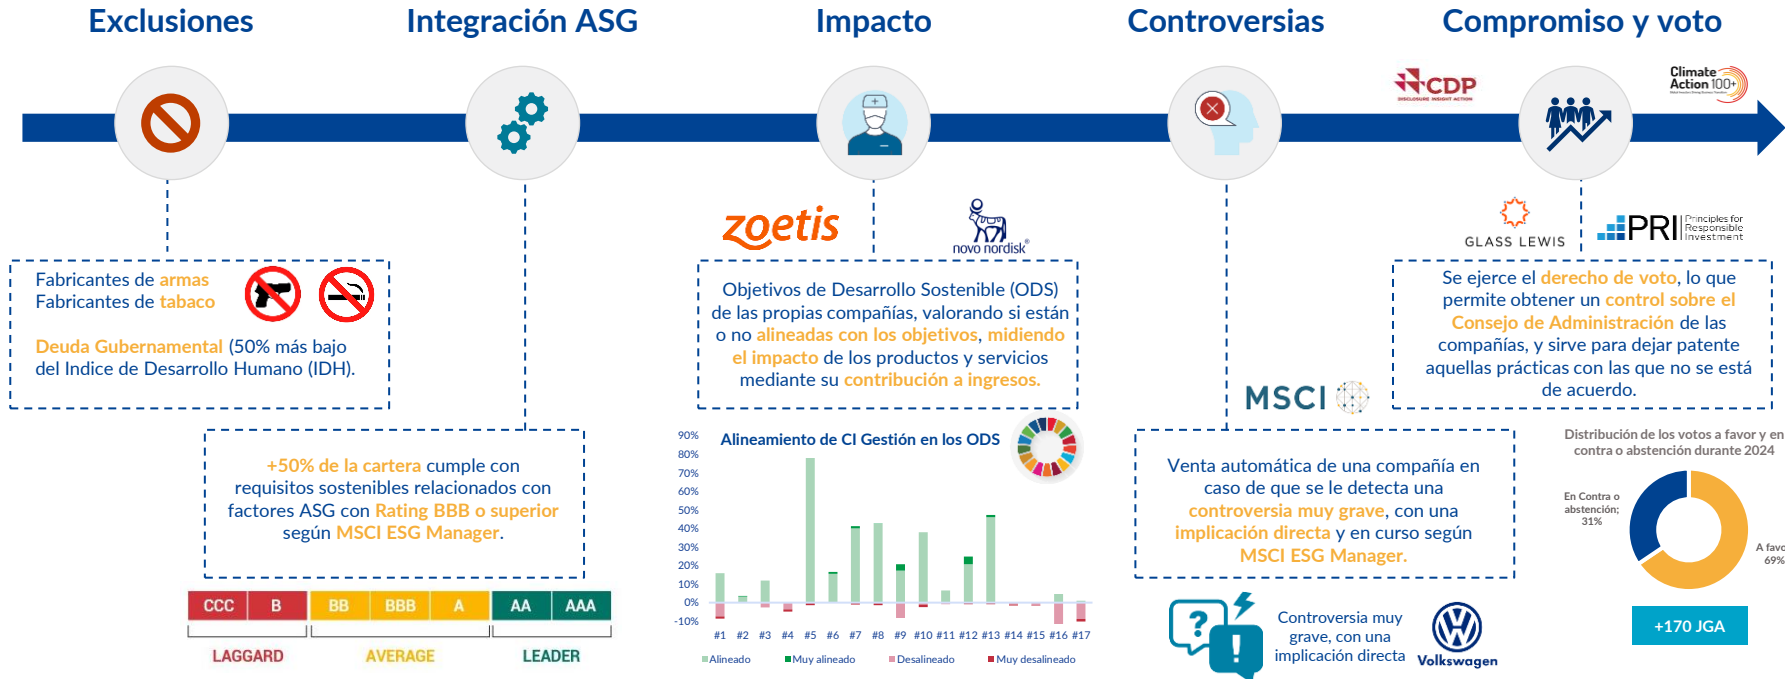 Exclusiones
Integración ASG
Impacto
Controversias
Compromiso y voto
CDP
DISCLOSURE INSIGHT ACTION
Climate
Action 100+
Fabricantes de armas
Fabricantes de tabaco
Deuda Gubernamental (50% más bajo
del Indice de Desarrollo Humano (IDH).
+50% de la cartera cumple con
requisitos sostenibles relacionados con
factores ASG con Rating BBB o superior
según MSCI ESG Manager.
CCC B BB BBB A AA AAA
LAGGARD AVERAGE LEADER
zoetis
novo nordisk®
Objetivos de Desarrollo Sostenible (ODS)
de las propias compañías, valorando si están
o no alineadas con los objetivos, midiendo
el impacto de los productos y servicios
mediante su contribución a ingresos.
Alineamiento de CI Gestión en los ODS
90%
80%
70%
60%
50%
40%
30%
20%
10%
0%
-10%
#1 #2 #3 #4 #5 #6 #7 #8 #9 #10 #11 #12 #13 #14 #15 #16 #17
Alineado Muy alineado Desalineado Muy desalineado
MSCI
Venta automática de una compañía en
caso de que se le detecta una
controversia muy grave, con una
implicación directa y en curso según
MSCI ESG Manager.
?
!
Controversia muy
grave, con una
implicación directa
Volkswagen
GLASS LEWIS
PRI Principles for
Responsible
Investment
Se ejerce el derecho de voto, lo que
permite obtener un control sobre el
Consejo de Administración de las
compañías, y sirve para dejar patente
aquellas prácticas con las que no se está
de acuerdo.
Distribución de los votos a favor y en
contra o abstención durante 2024
En Contra o
abstención;
31%
A favo
69%
+170 JGA